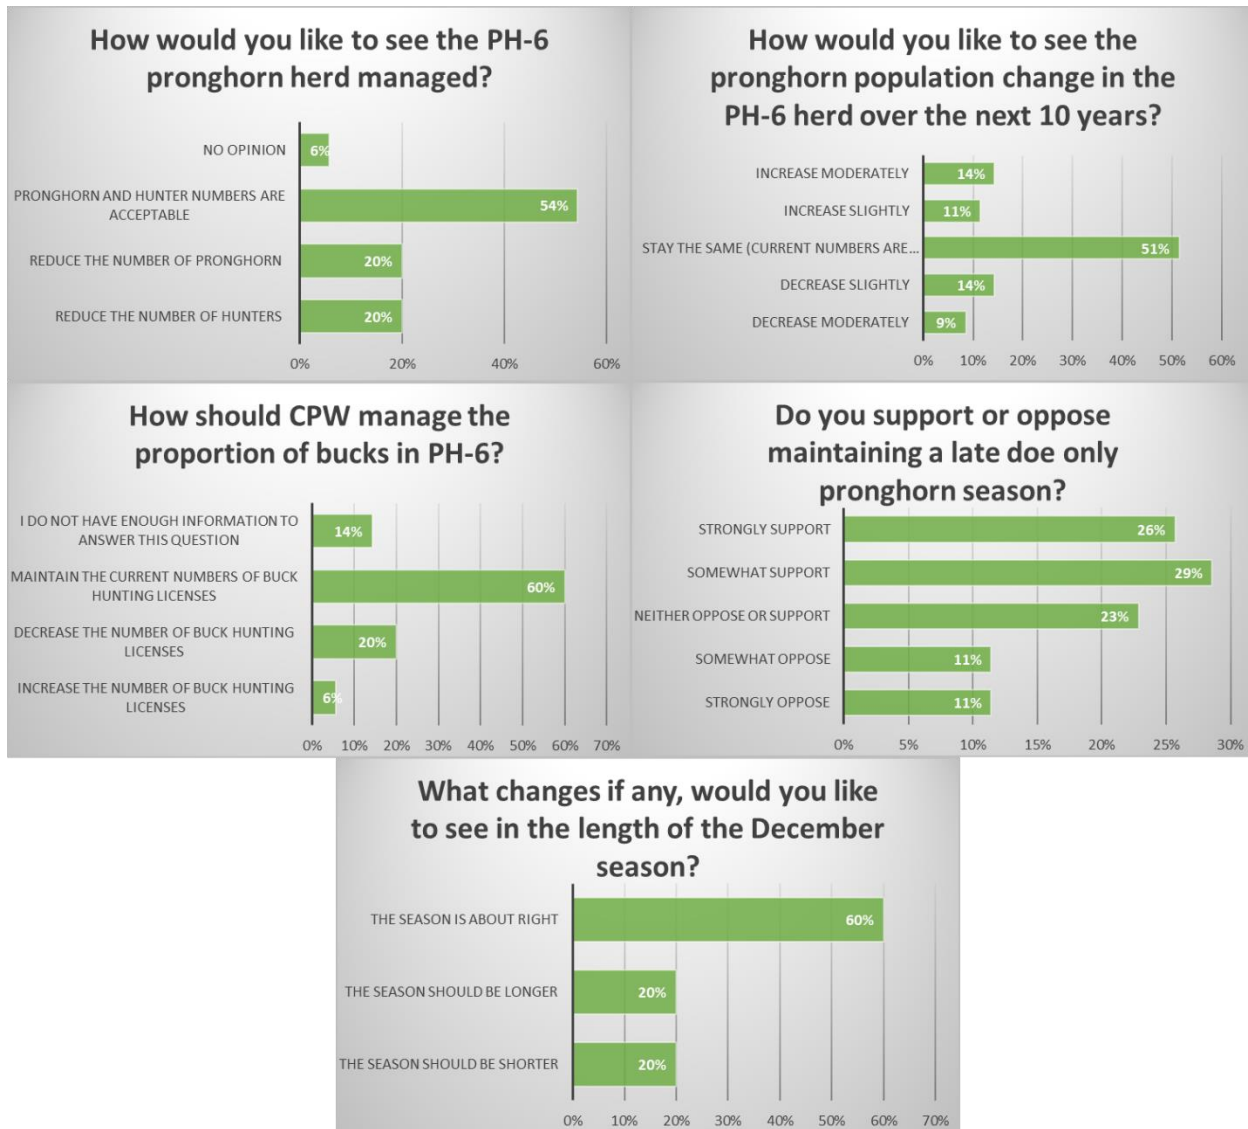 How would you like to see the PH-6
pronghorn herd managed?
NO OPINION
6%
PRONGHORN AND HUNTER NUMBERS ARE
ACCEPTABLE
54%
REDUCE THE NUMBER OF PRONGHORN
20%
REDUCE THE NUMBER OF HUNTERS
20%
0% 20% 40% 60%
How would you like to see the
pronghorn population change in the
PH-6 herd over the next 10 years?
INCREASE MODERATELY
14%
INCREASE SLIGHTLY
11%
STAY THE SAME (CURRENT NUMBERS ARE...
51%
DECREASE SLIGHTLY
14%
DECREASE MODERATELY
9%
0% 10% 20% 30% 40% 50% 60%
How should CPW manage the
proportion of bucks in PH-6?
I DO NOT HAVE ENOUGH INFORMATION TO
ANSWER THIS QUESTION
14%
MAINTAIN THE CURRENT NUMBERS OF BUCK
HUNTING LICENSES
60%
DECREASE THE NUMBER OF BUCK HUNTING
LICENSES
20%
INCREASE THE NUMBER OF BUCK HUNTING
LICENSES
6%
0% 10% 20% 30% 40% 50% 60% 70%
Do you support or oppose
maintaining a late doe only
pronghorn season?
STRONGLY SUPPORT
26%
SOMEWHAT SUPPORT
29%
NEITHER OPPOSE OR SUPPORT
23%
SOMEWHAT OPPOSE
11%
STRONGLY OPPOSE
11%
0% 5% 10% 15% 20% 25% 30%
What changes if any, would you like
to see in the length of the December
season?
THE SEASON IS ABOUT RIGHT
60%
THE SEASON SHOULD BE LONGER
20%
THE SEASON SHOULD BE SHORTER
20%
0% 10% 20% 30% 40% 50% 60% 70%